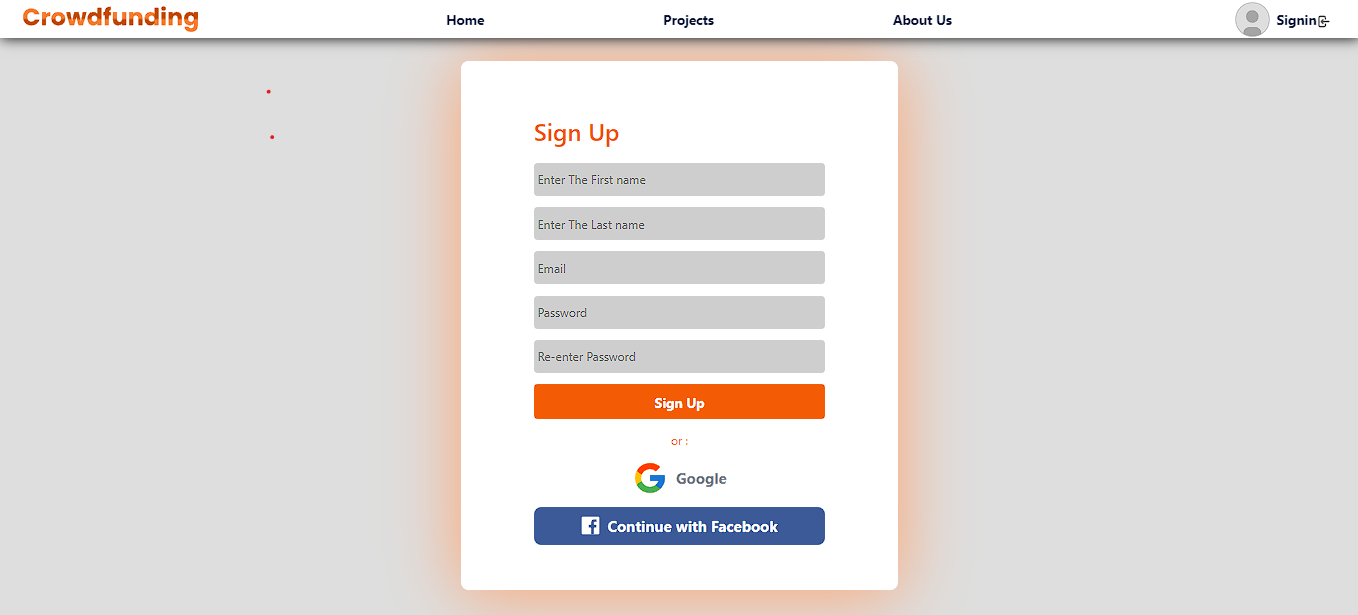 Crowdfunding
Home
Projects
About Us
Signin
Sign Up
Enter The First name
Enter The Last name
Email
Password
Re-enter Password
Sign Up
or :
Google
Continue with Facebook